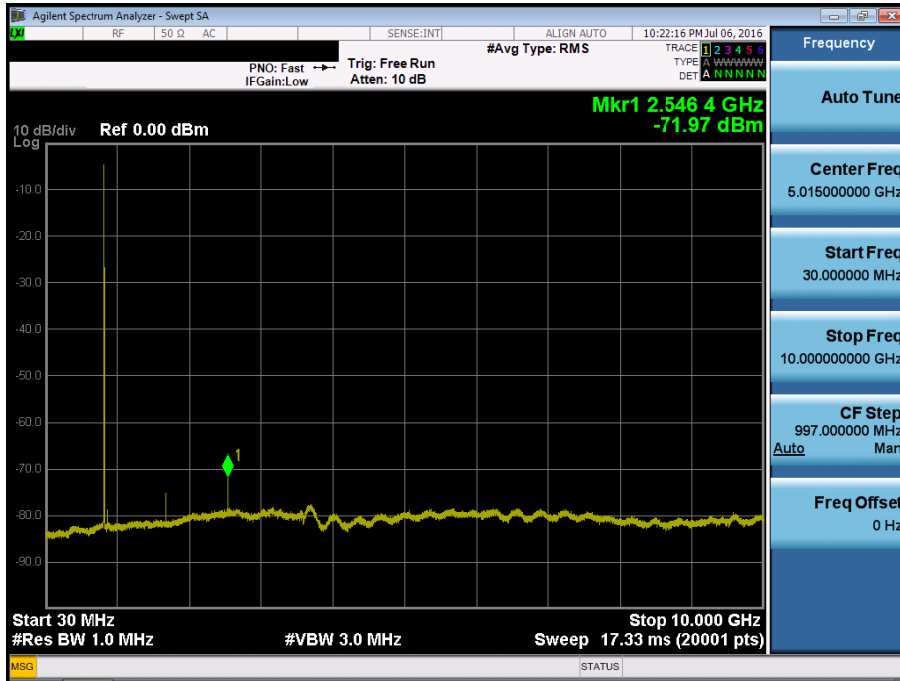 Agilent Spectrum Analyzer - Swept SA
LXI RF 50 Ω AC SENSE:INT ALIGN AUTO 10:22:16 PM Jul 06, 2016
Frequency
#Avg Type: RMS TRACE 1 2 3 4 5 6
PNO: Fast Trig: Free Run TYPE A WWWWW
IFGain:Low Atten: 10 dB DET A N N N N N
Auto Tune
Mkr1 2.546 4 GHz
10 dB/div Ref 0.00 dBm -71.97 dBm
Log
Center Freq
5.015000000 GHz
-10.0
-20.0
Start Freq
30.000000 MHz
-30.0
Stop Freq
10.000000000 GHz
-40.0
-50.0
CF Step
997.000000 MHz
Auto Man
-60.0
1
-70.0
Freq Offset
0 Hz
-80.0
-90.0
Start 30 MHz Stop 10.000 GHz
#Res BW 1.0 MHz #VBW 3.0 MHz Sweep 17.33 ms (20001 pts)
MSG STATUS